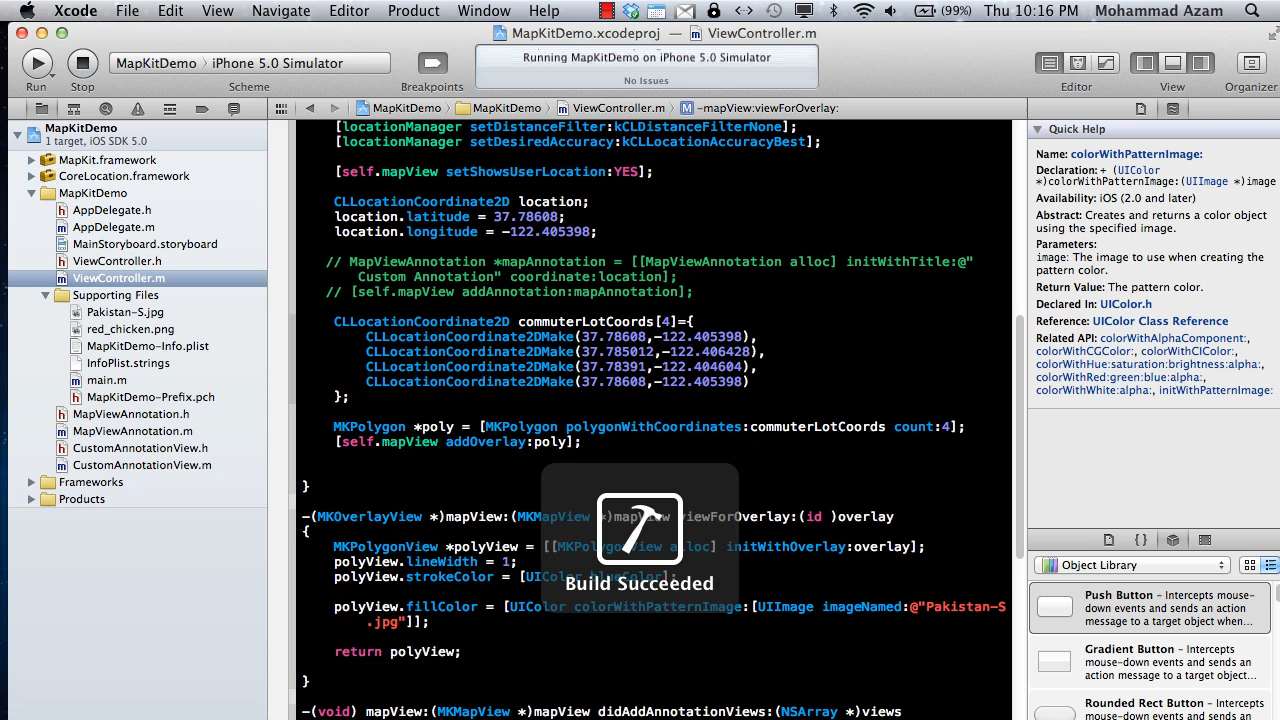 Xcode File Edit View Navigate Editor Product Window Help (99%) Thu 10:16 PM Mohammad Azam
MapKitDemo.xcodeproj — ViewController.m
MapKitDemo › iPhone 5.0 Simulator
Running MapKitDemo on iPhone 5.0 Simulator
No Issues
Run Stop Scheme Breakpoints Editor View Organizer
MapKitDemo MapKitDemo ViewController.m M -mapView:viewForOverlay:
MapKitDemo
1 target, iOS SDK 5.0
MapKit.framework
CoreLocation.framework
MapKitDemo
AppDelegate.h
AppDelegate.m
MainStoryboard.storyboard
ViewController.h
ViewController.m
Supporting Files
Pakistan-S.jpg
red_chicken.png
MapKitDemo-Info.plist
InfoPlist.strings
main.m
MapKitDemo-Prefix.pch
MapViewAnnotation.h
MapViewAnnotation.m
CustomAnnotationView.h
CustomAnnotationView.m
Frameworks
Products
[locationManager setDistanceFilter:kCLDistanceFilterNone];
[locationManager setDesiredAccuracy:kCLLocationAccuracyBest];
[self.mapView setShowsUserLocation:YES];
CLLocationCoordinate2D location;
location.latitude = 37.78608;
location.longitude = -122.405398;
// MapViewAnnotation *mapAnnotation = [[MapViewAnnotation alloc] initWithTitle:@"
Custom Annotation" coordinate:location];
// [self.mapView addAnnotation:mapAnnotation];
CLLocationCoordinate2D commuterLotCoords[4]={
CLLocationCoordinate2DMake(37.78608,-122.405398),
CLLocationCoordinate2DMake(37.785012,-122.406428),
CLLocationCoordinate2DMake(37.78391,-122.404604),
CLLocationCoordinate2DMake(37.78608,-122.405398)
};
MKPolygon *poly = [MKPolygon polygonWithCoordinates:commuterLotCoords count:4];
[self.mapView addOverlay:poly];
}
-(MKOverlayView *)mapView:(MKMapView *)mapView viewForOverlay:(id )overlay
{
MKPolygonView *polyView = [[MKPolygonView alloc] initWithOverlay:overlay];
polyView.lineWidth = 1;
polyView.strokeColor = [UIColor blueColor];
Build Succeeded
polyView.fillColor = [UIColor colorWithPatternImage:[UIImage imageNamed:@"Pakistan-S
.jpg"]];
return polyView;
}
-(void) mapView:(MKMapView *)mapView didAddAnnotationViews:(NSArray *)views
Quick Help
Name: colorWithPatternImage:
Declaration: + (UIColor
*)colorWithPatternImage:(UIImage *)image
Availability: iOS (2.0 and later)
Abstract: Creates and returns a color object
using the specified image.
Parameters:
image: The image to use when creating the
pattern color.
Return Value: The pattern color.
Declared In: UIColor.h
Reference: UIColor Class Reference
Related API: colorWithAlphaComponent:,
colorWithCGColor:, colorWithCIColor:,
colorWithHue:saturation:brightness:alpha:,
colorWithRed:green:blue:alpha:,
colorWithWhite:alpha:, initWithPatternImage:
{}
Object Library
Push Button – Intercepts mouse-
down events and sends an action
message to a target object when...
Gradient Button – Intercepts
mouse-down events and sends an
action message to a target object...
Rounded Rect Button – Intercepts
mouse-down events and sends an